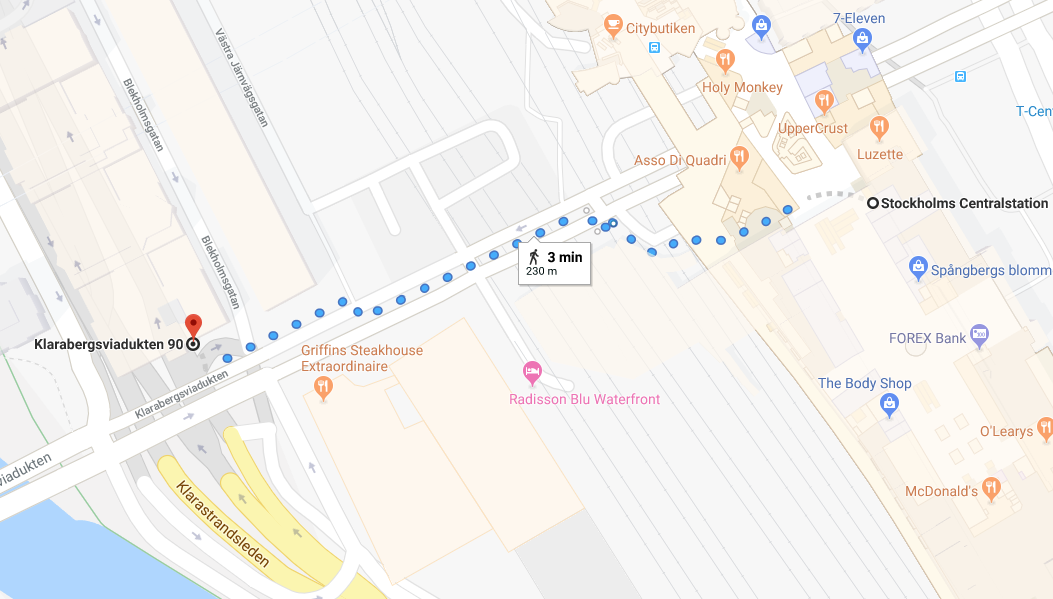 7-Eleven
Citybutiken
Holy Monkey
T-Cen
UpperCrust
Luzette
Asso Di Quadri
Västra Järnvägsgatan
Blekholmsgatan
Stockholms Centralstation
Blekholmsgatan
3 min
230 m
Spångbergs blomm
Klarabergsviadukten 90
FOREX Bank
Griffins Steakhouse
Extraordinaire
The Body Shop
Klarabergsviadukten
Radisson Blu Waterfront
O'Learys
viadukten
McDonald's
Klarastrandsleden